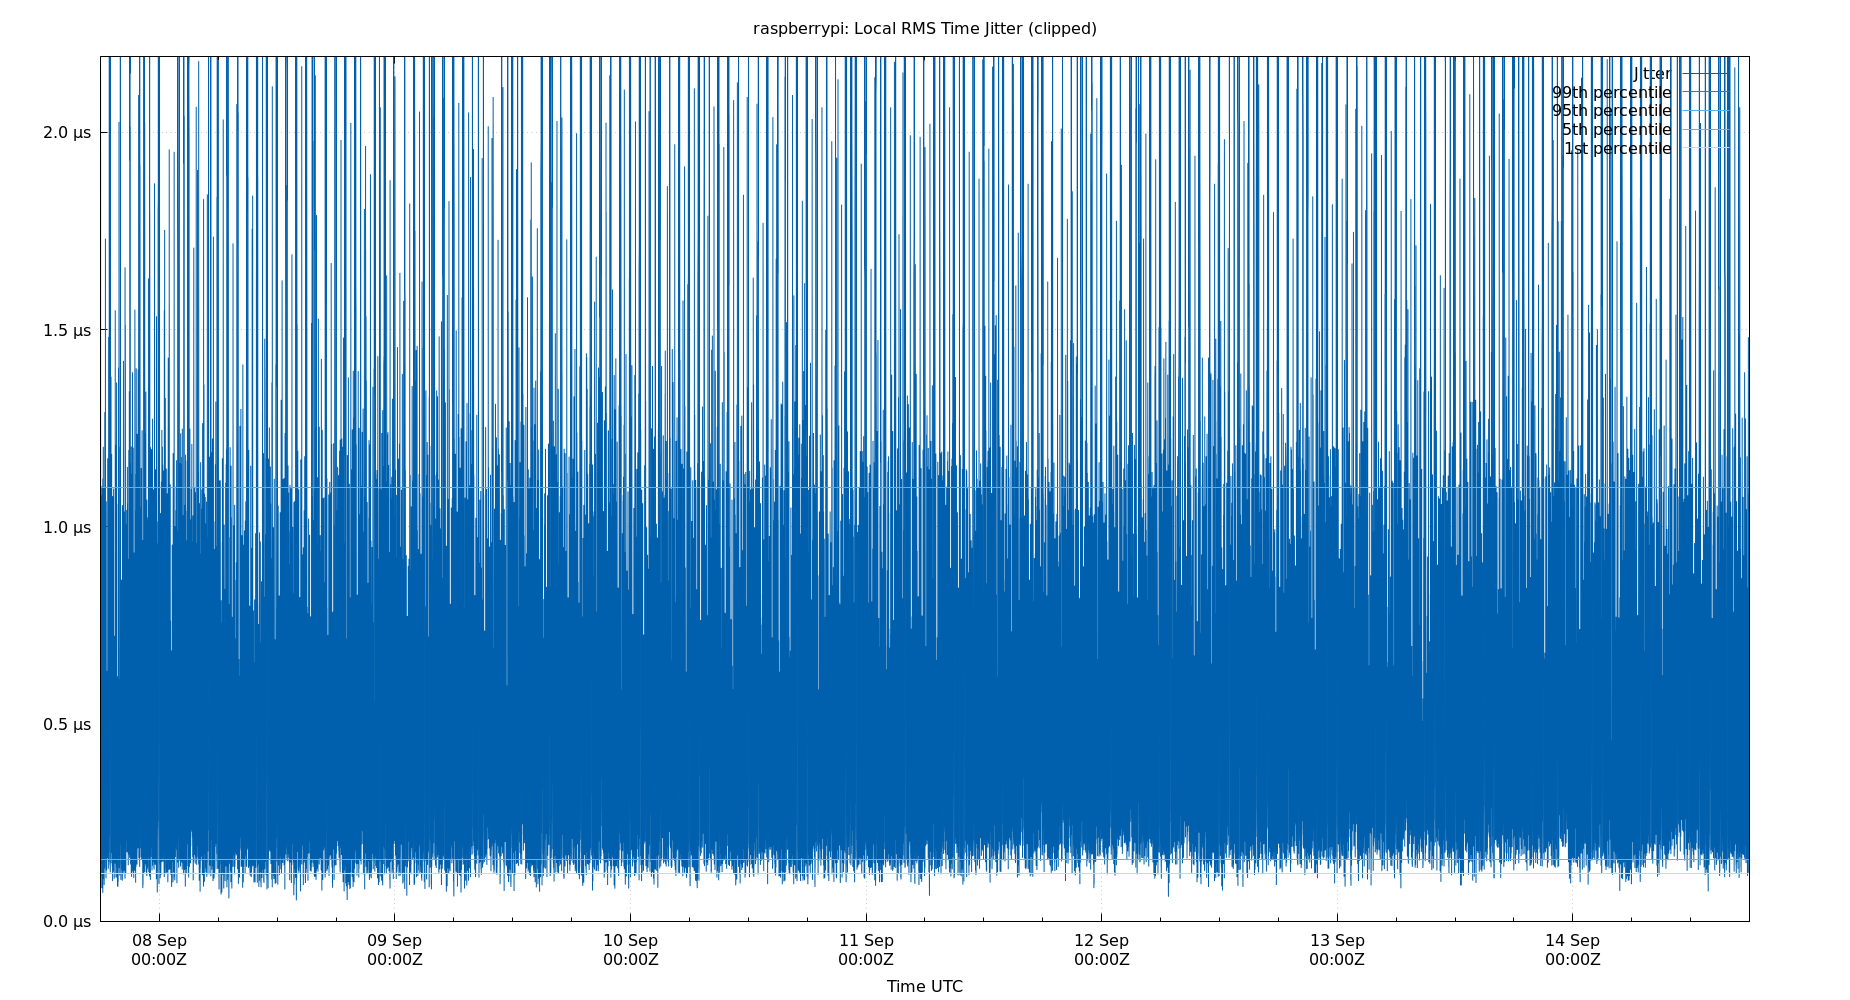 raspberrypi: Local RMS Time Jitter (clipped)
Jitter
99th percentile
95th percentile
5th percentile
1st percentile
2.0 µs
1.5 µs
1.0 µs
0.5 µs
0.0 µs
08 Sep 09 Sep 10 Sep 11 Sep 12 Sep 13 Sep 14 Sep
00:00Z 00:00Z 00:00Z 00:00Z 00:00Z 00:00Z 00:00Z
Time UTC